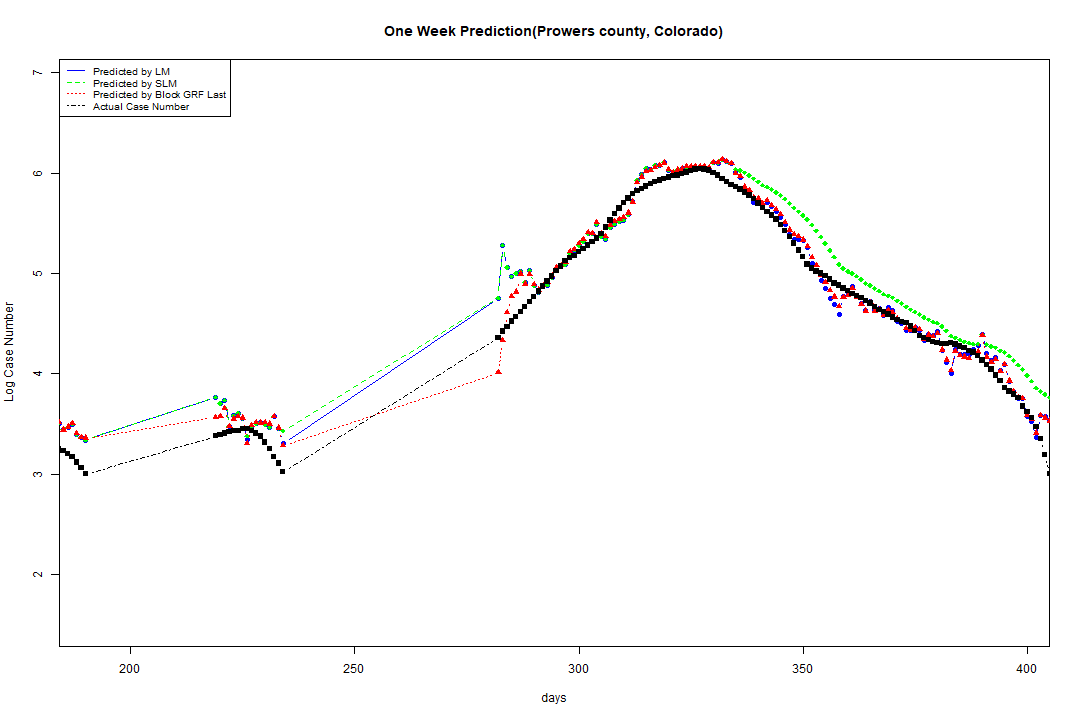 One Week Prediction(Prowers county, Colorado)
Predicted by LM
Predicted by SLM
Predicted by Block GRF Last
Actual Case Number
Log Case Number
7
6
5
4
3
2
200 250 300 350 400
days